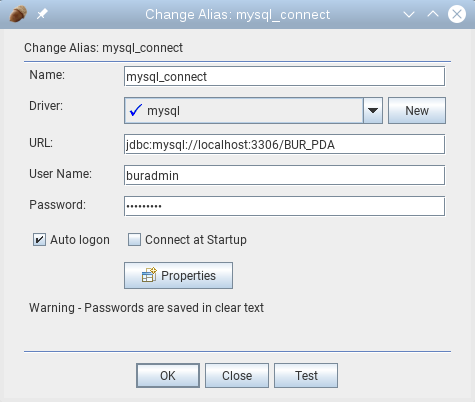 Change Alias: mysql_connect
Change Alias: mysql_connect
Name: mysql_connect
Driver: mysql New
URL: jdbc:mysql://localhost:3306/BUR_PDA
User Name: buradmin
Password: •••••••••
Auto logon Connect at Startup
Properties
Warning - Passwords are saved in clear text
OK Close Test